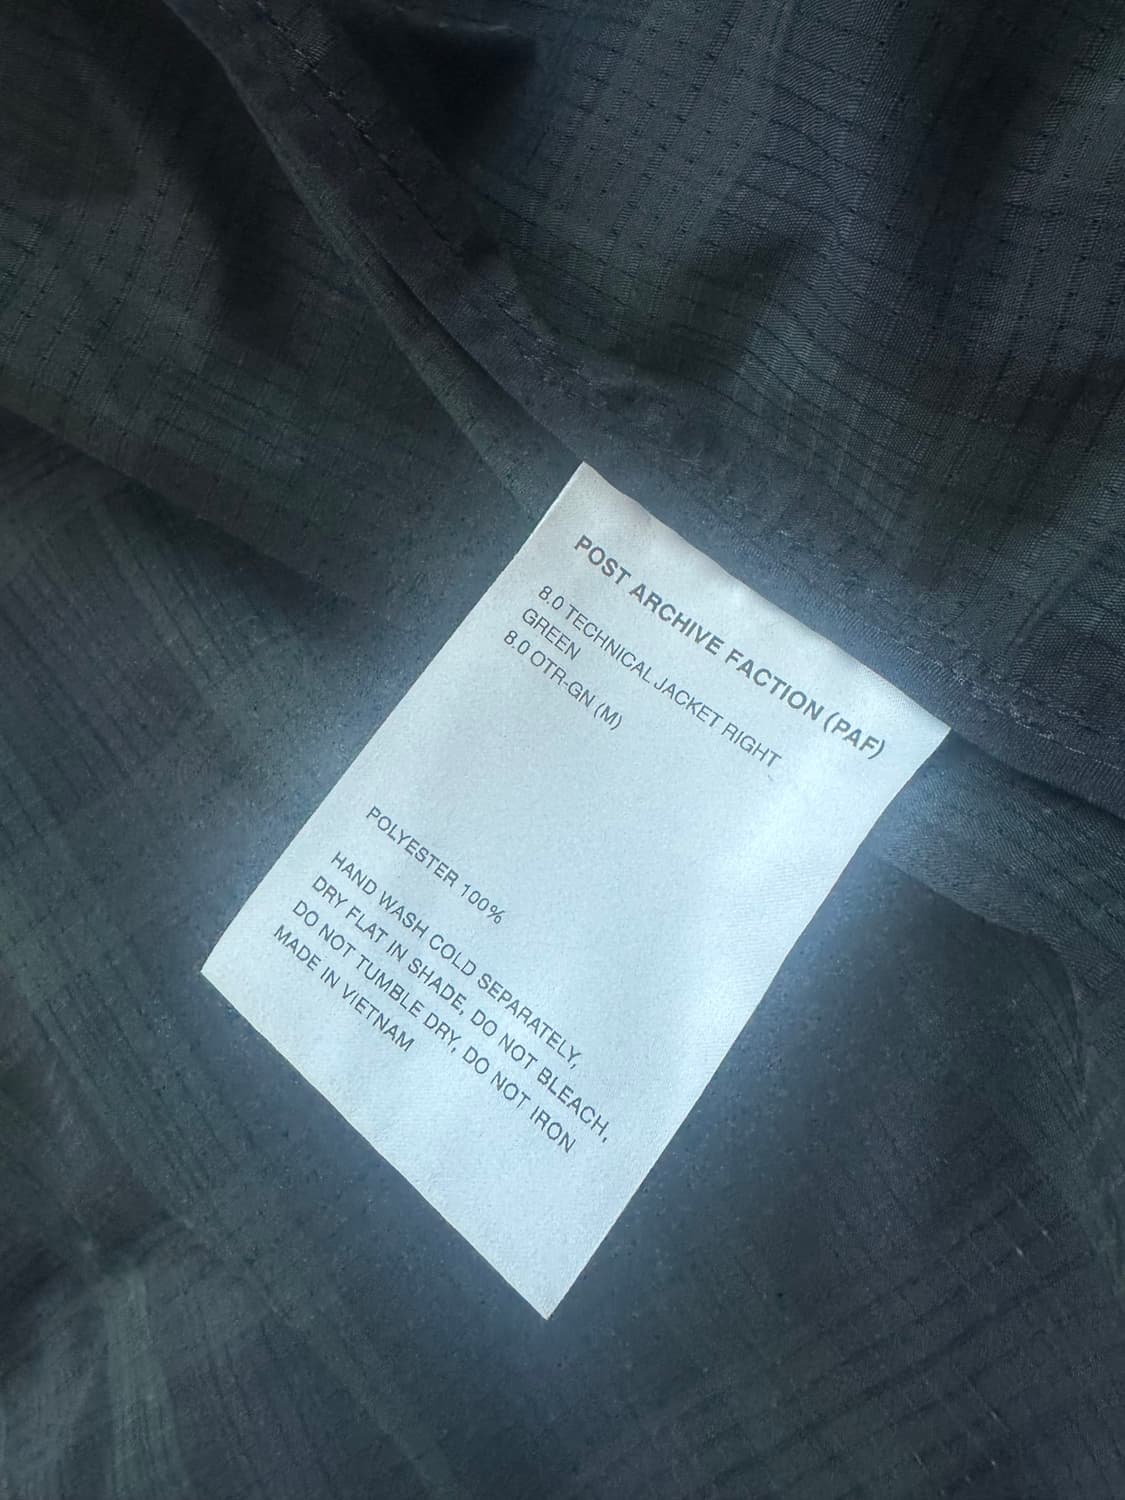 POST ARCHIVE FACTION (PAF)
8.0 TECHNICAL JACKET RIGHT
GREEN
8.0 OTR-GN (M)
POLYESTER 100%
HAND WASH COLD SEPARATELY,
DRY FLAT IN SHADE, DO NOT BLEACH,
DO NOT TUMBLE DRY, DO NOT IRON
MADE IN VIETNAM